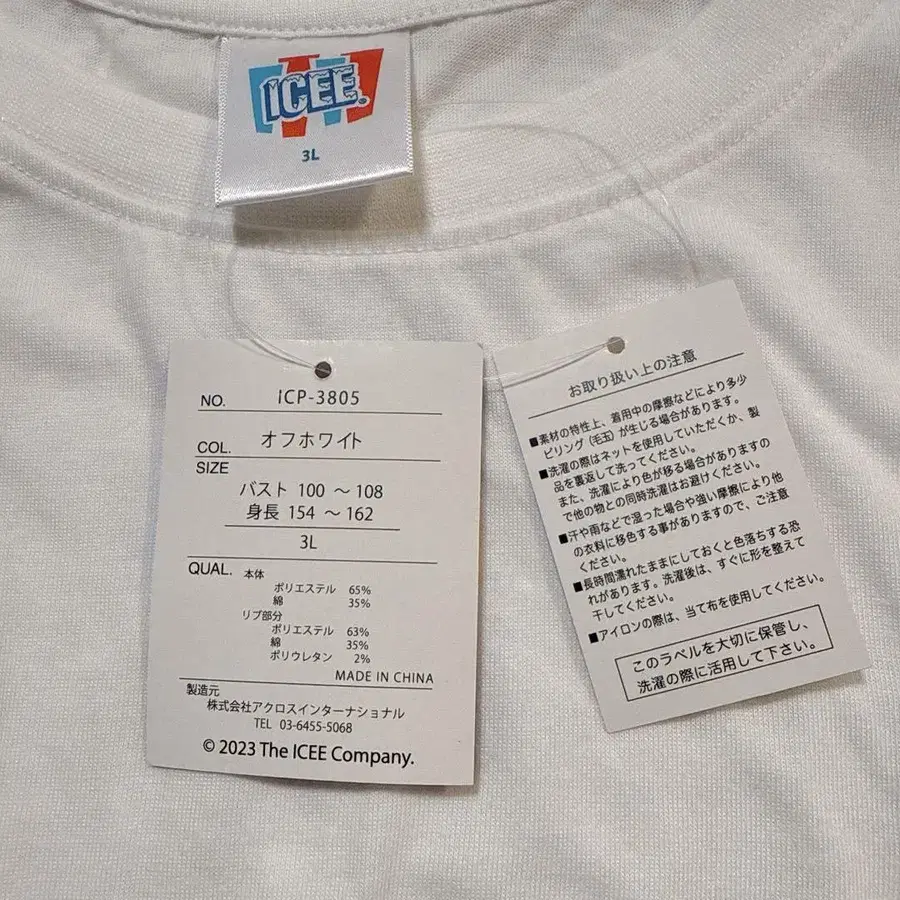 ICEE.
3L
NO. iCP-3805
COL. オフホワイト
SIZE
バスト 100 ～ 108
身長 154 ～ 162
3L
QUAL. 本体
ポリエステル 65%
綿 35%
リブ部分
ポリエステル 63%
綿 35%
ポリウレタン 2%
MADE IN CHINA
製造元
株式会社アクロスインターナショナル
TEL 03-6455-5068
© 2023 The ICEE Company.
お取り扱い上の注意
■素材の特性上、着用中の摩擦などにより多少
ピリング（毛玉）が生じる場合があります。
■洗濯の際はネットを使用していただくか、製
品を裏返して洗ってください。
また、洗濯により色が移る場合がありますの
で他の物との同時洗濯はお避けください。
■汗や雨などで湿った場合や強い摩擦により他
の衣料に移色する事がありますので、ご注意
ください。
■長時間濡れたままにしておくと色落ちする恐
れがあります。洗濯後は、すぐに形を整えて
干してください。
■アイロンの際は、当て布を使用してください。
このラベルを大切に保管し、
洗濯の際に活用して下さい。